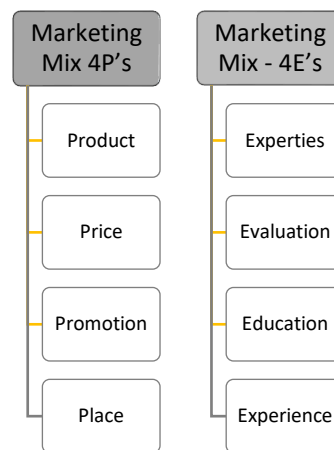 Marketing
Mix 4P’s
Product
Price
Promotion
Place
Marketing
Mix - 4E’s
Experties
Evaluation
Education
Experience